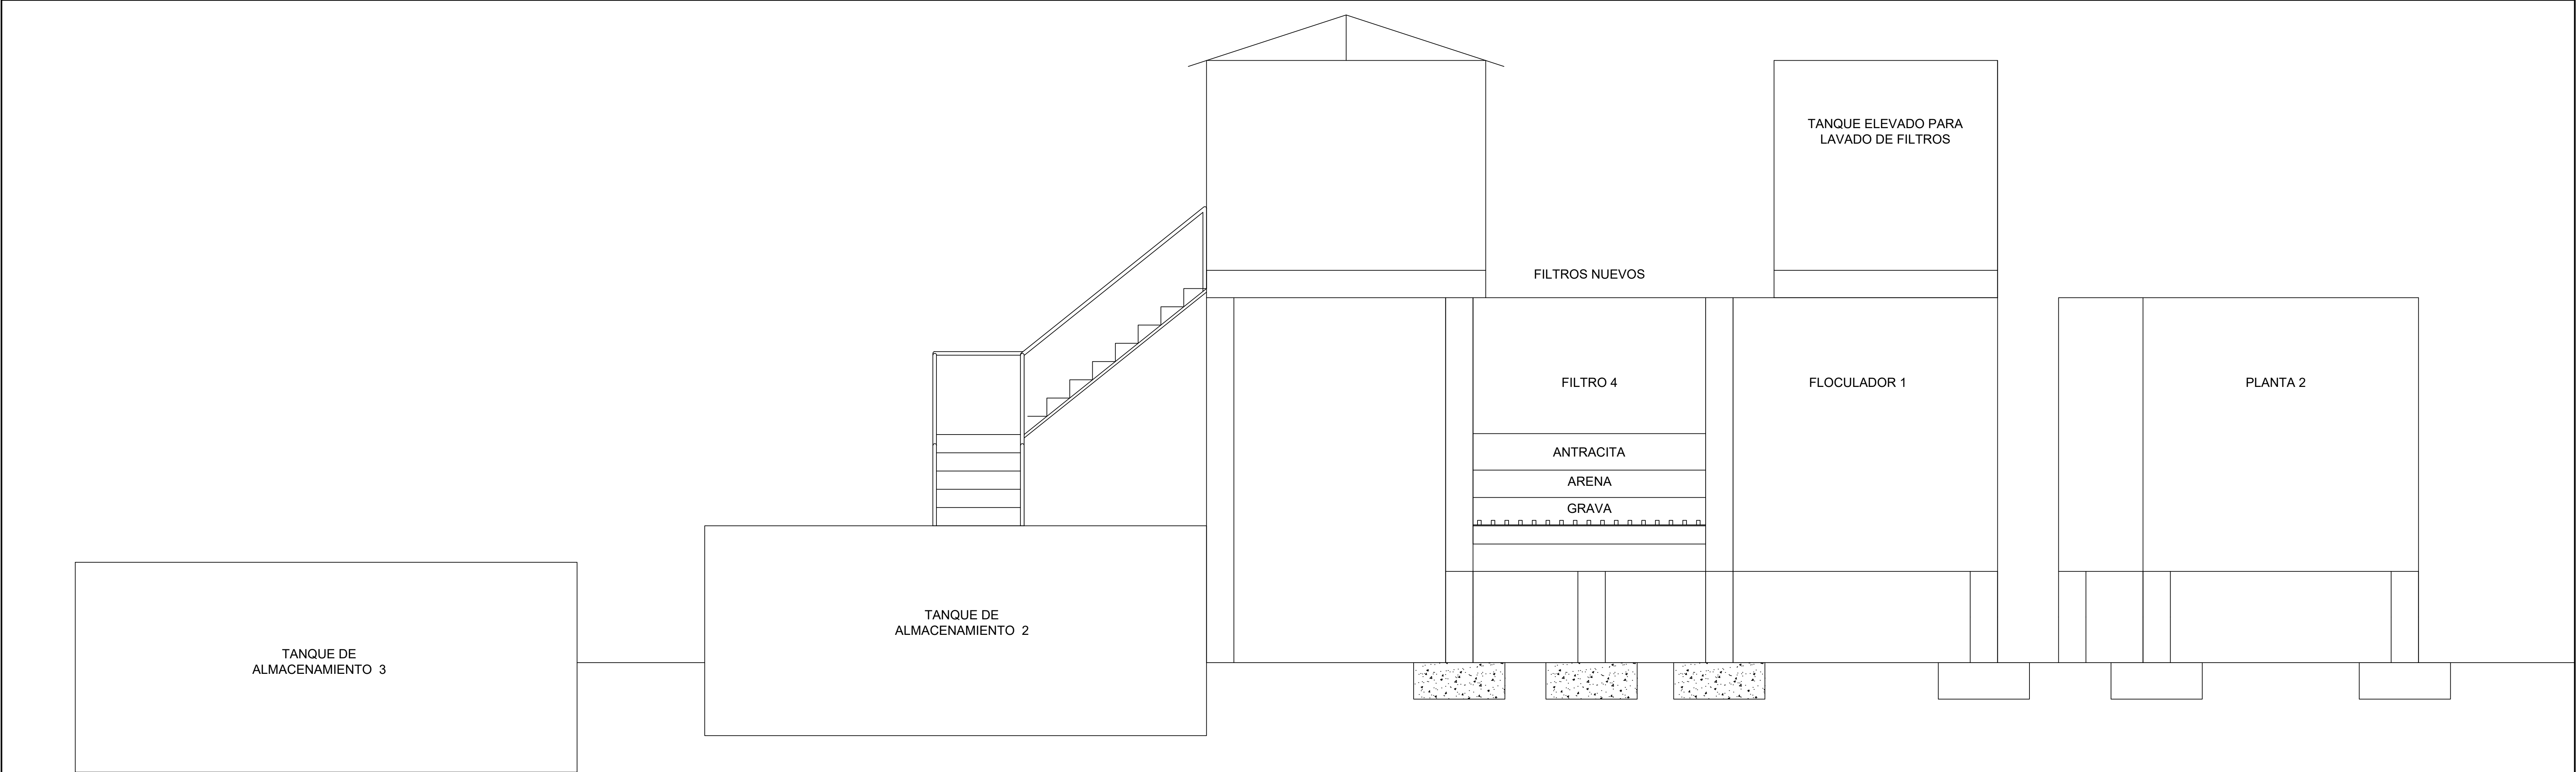 TANQUE ELEVADO PARA
LAVADO DE FILTROS
FILTROS NUEVOS
FILTRO 4
FLOCULADOR 1
PLANTA 2
ANTRACITA
ARENA
GRAVA
TANQUE DE
ALMACENAMIENTO 2
TANQUE DE
ALMACENAMIENTO 3